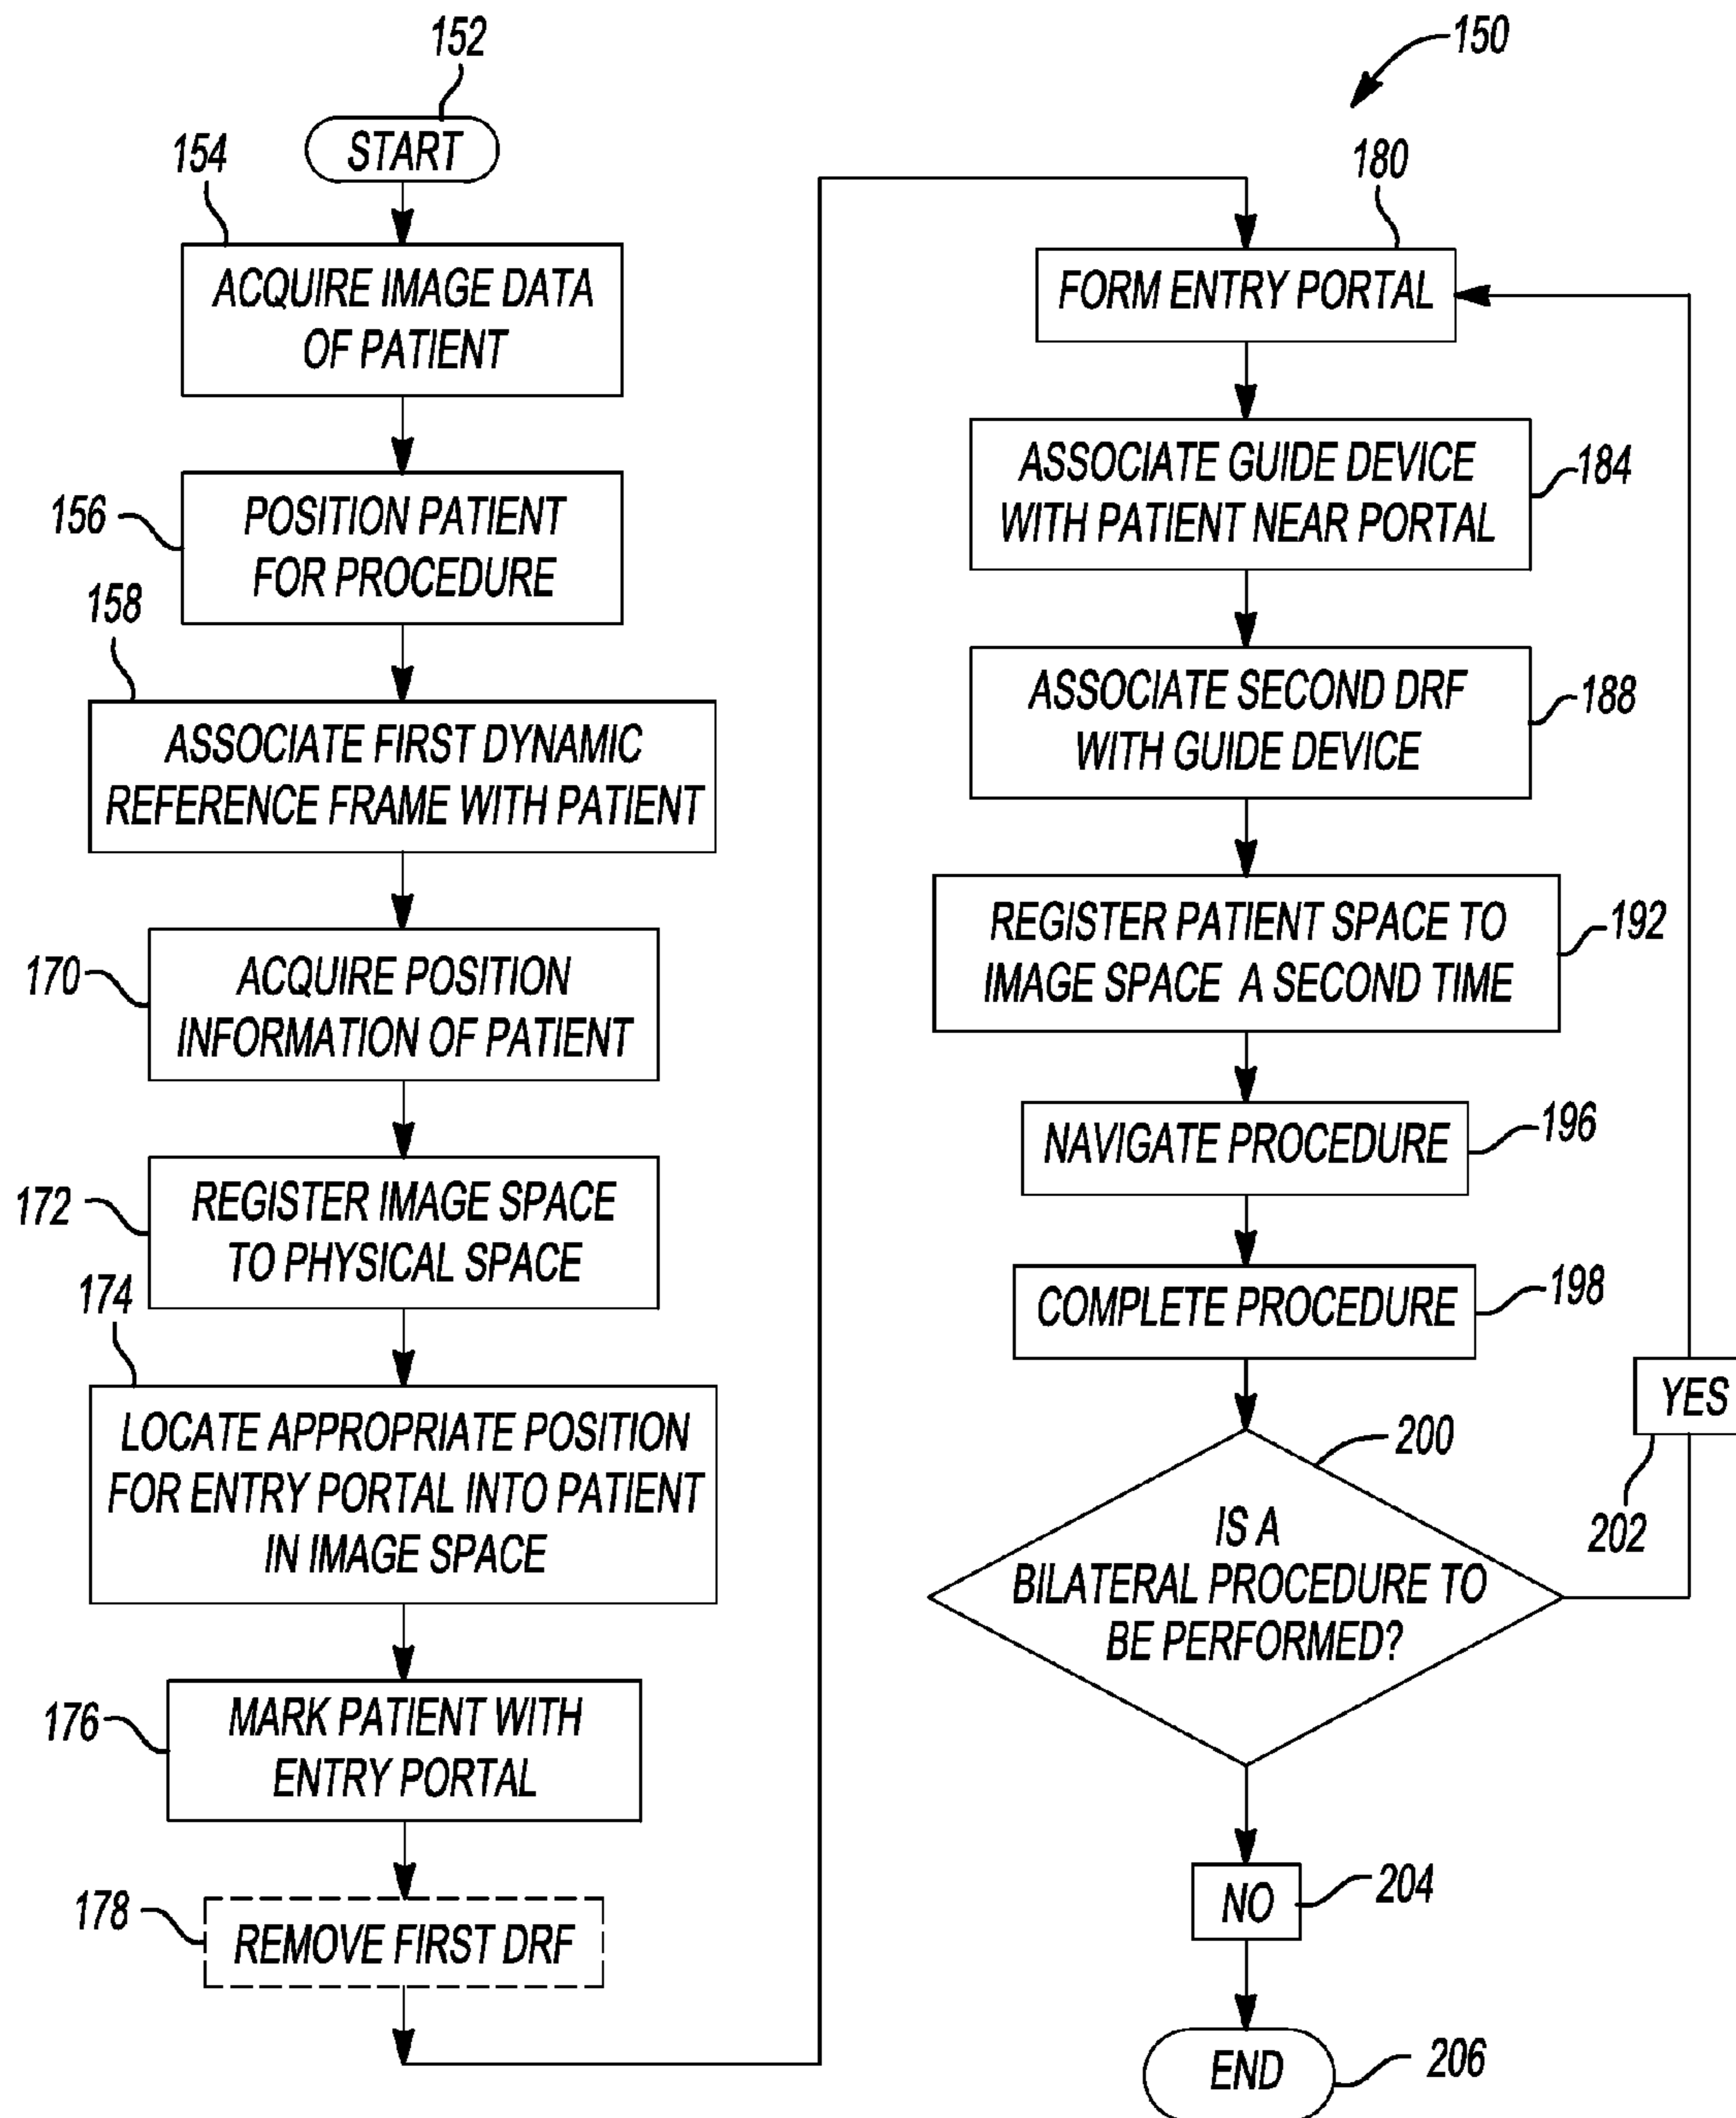 150
152
START
154
ACQUIRE IMAGE DATA
OF PATIENT
156
POSITION PATIENT
FOR PROCEDURE
158
ASSOCIATE FIRST DYNAMIC
REFERENCE FRAME WITH PATIENT
170
ACQUIRE POSITION
INFORMATION OF PATIENT
172
REGISTER IMAGE SPACE
TO PHYSICAL SPACE
174
LOCATE APPROPRIATE POSITION
FOR ENTRY PORTAL INTO PATIENT
IN IMAGE SPACE
176
MARK PATIENT WITH
ENTRY PORTAL
178
REMOVE FIRST DRF
180
FORM ENTRY PORTAL
ASSOCIATE GUIDE DEVICE
WITH PATIENT NEAR PORTAL
184
ASSOCIATE SECOND DRF
WITH GUIDE DEVICE
188
REGISTER PATIENT SPACE TO
IMAGE SPACE A SECOND TIME
192
NAVIGATE PROCEDURE
196
COMPLETE PROCEDURE
198
200
IS A
BILATERAL PROCEDURE TO
BE PERFORMED?
YES
202
NO
204
END
206